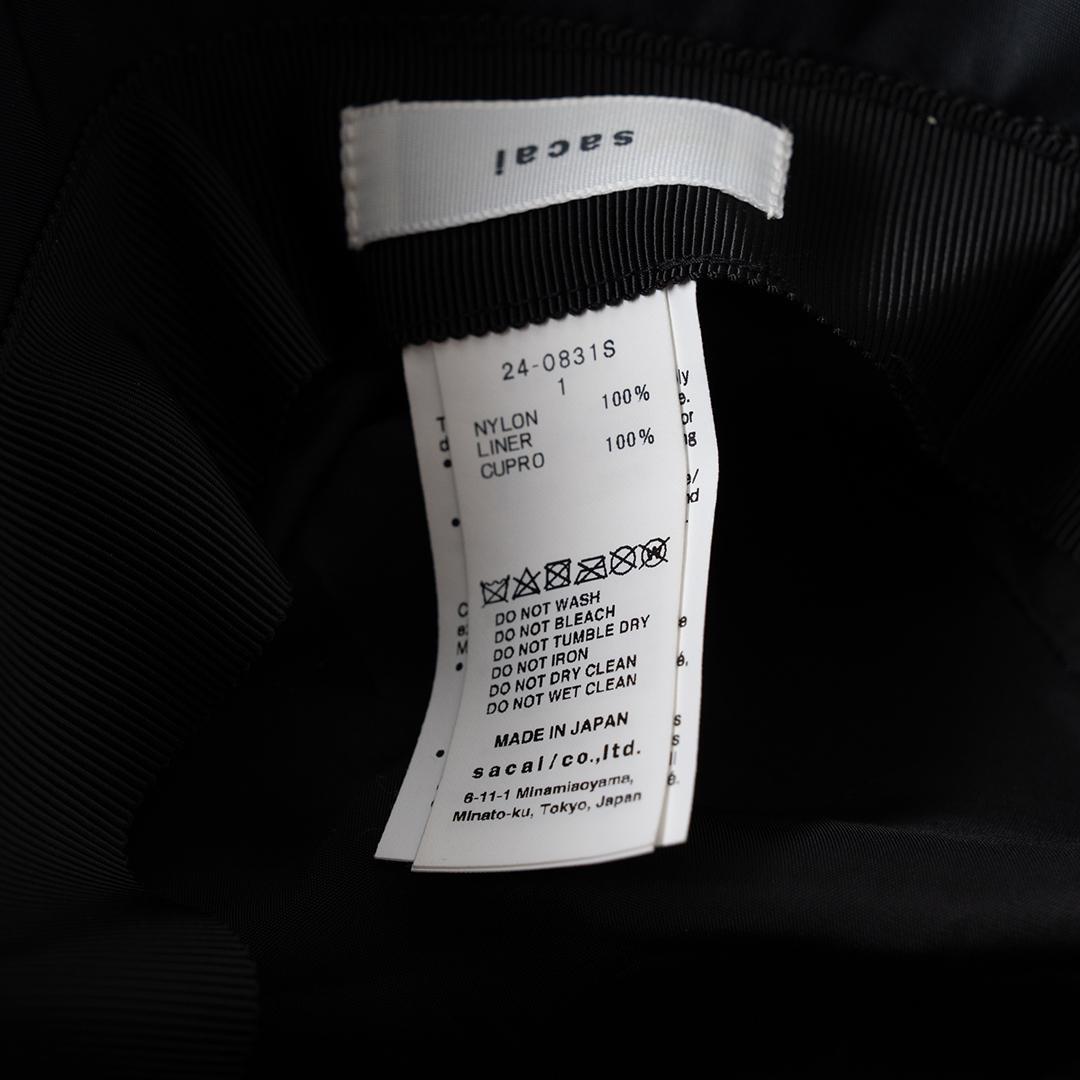 sacai
24-0831S
1
NYLON 100%
LINER
CUPRO 100%
W
DO NOT WASH
DO NOT BLEACH
DO NOT TUMBLE DRY
DO NOT IRON
DO NOT DRY CLEAN
DO NOT WET CLEAN
MADE IN JAPAN
sacai/co.,ltd.
6-11-1 Minamiaoyama,
Minato-ku, Tokyo, Japan